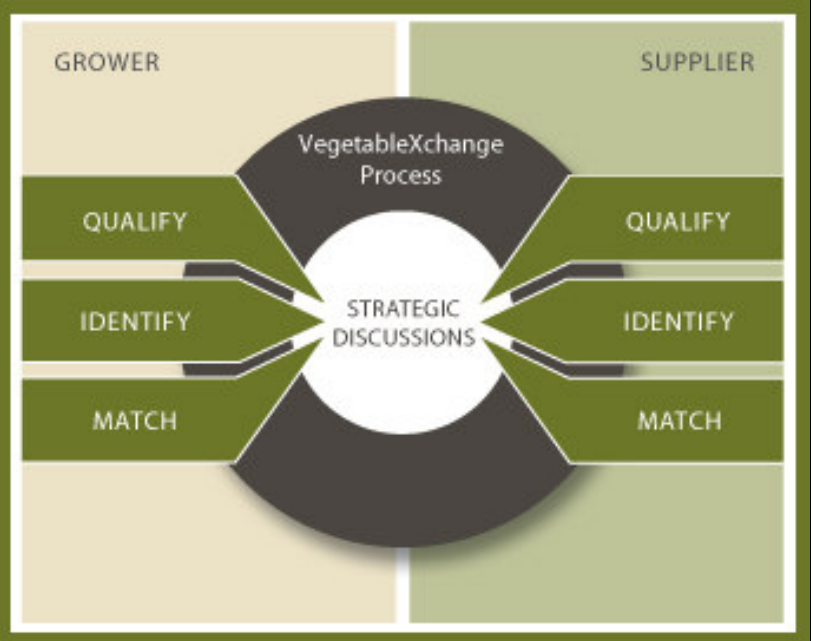 GROWER
SUPPLIER
VegetableXchange
Process
QUALIFY
QUALIFY
STRATEGIC
DISCUSSIONS
IDENTIFY
IDENTIFY
MATCH
MATCH